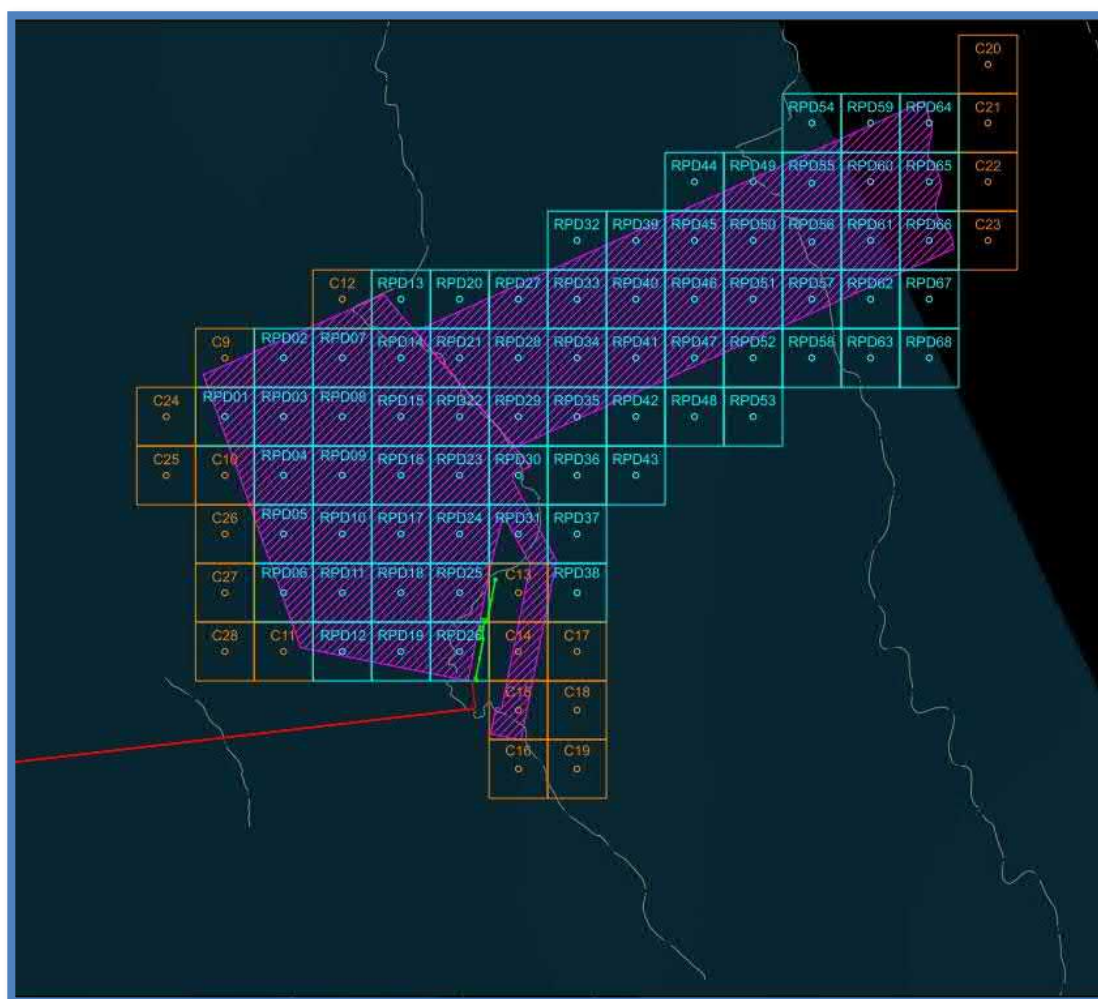 C20
RPD54 RPD59 RPD64 C21
RPD44 RPD49 RPD55 RPD60 RPD65 C22
RPD32 RPD39 RPD45 RPD50 RPD56 RPD61 RPD66 C23
C12 RPD13 RPD20 RPD27 RPD33 RPD40 RPD46 RPD51 RPD57 RPD62 RPD67
C9 RPD02 RPD07 RPD14 RPD21 RPD28 RPD34 RPD41 RPD47 RPD52 RPD58 RPD63 RPD68
C24 RPD01 RPD03 RPD08 RPD15 RPD22 RPD29 RPD35 RPD42 RPD48 RPD53
C25 C10 RPD04 RPD09 RPD16 RPD23 RPD30 RPD36 RPD43
C26 RPD05 RPD10 RPD17 RPD24 RPD31 RPD37
C27 RPD06 RPD11 RPD18 RPD25 C13 RPD38
C28 C11 RPD12 RPD19 RPD26 C14 C17
C15 C18
C16 C19